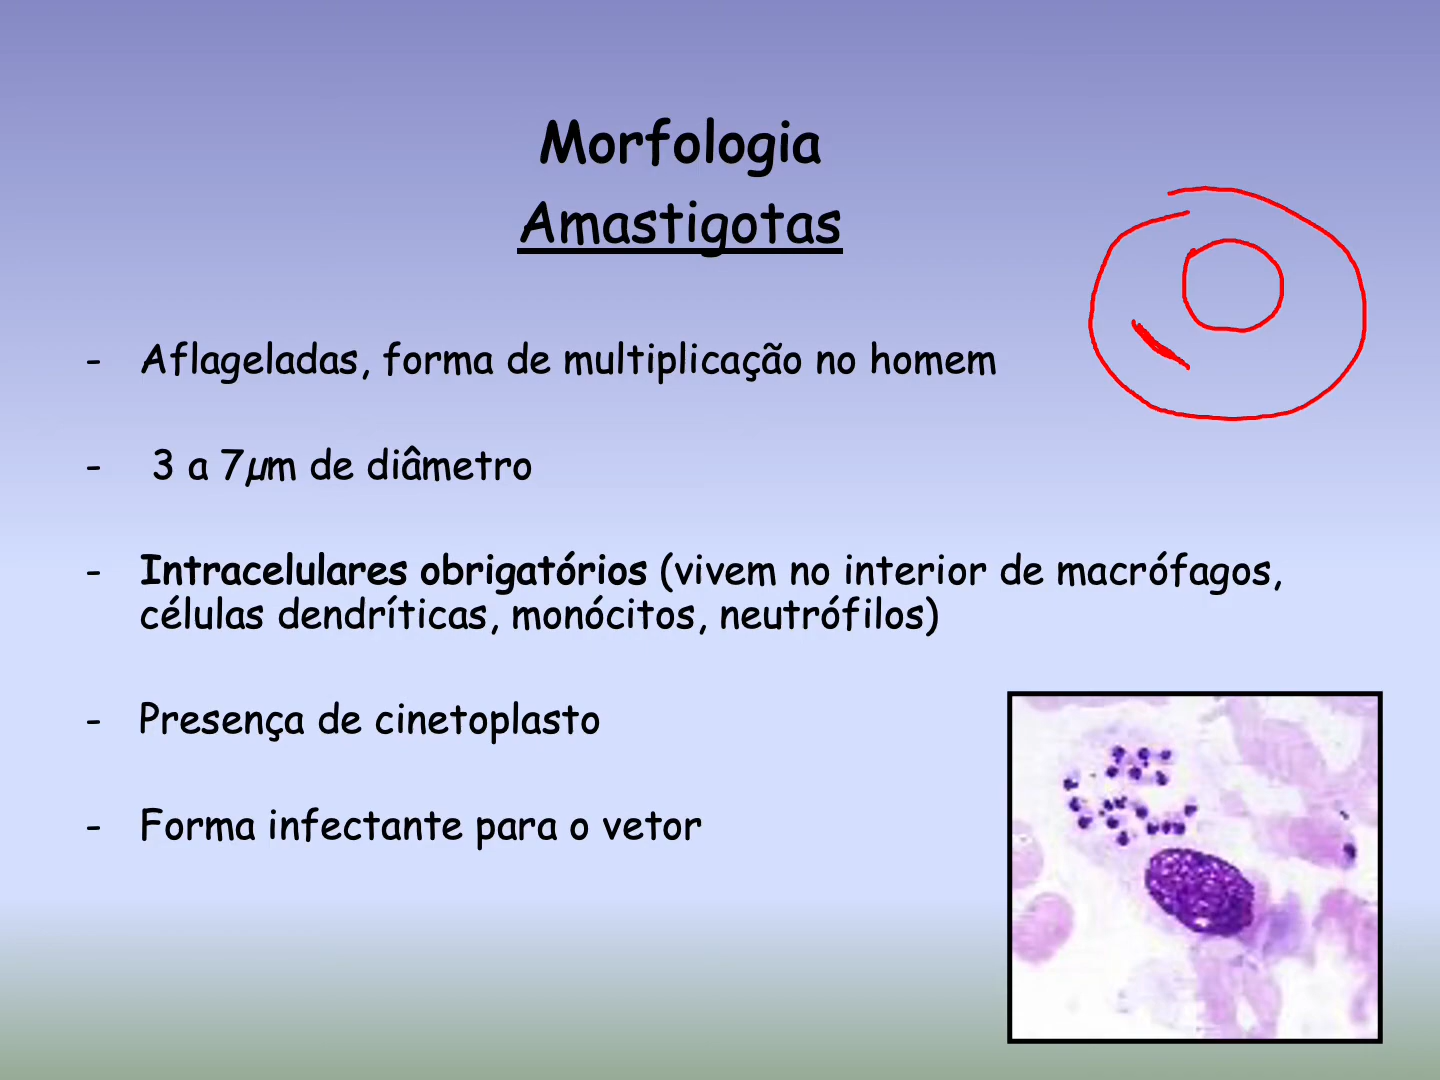 Morfologia
Amastigotas
- Aflageladas, forma de multiplicação no homem
- 3 a 7µm de diâmetro
- Intracelulares obrigatórios (vivem no interior de macrófagos,
células dendríticas, monócitos, neutrófilos)
- Presença de cinetoplasto
- Forma infectante para o vetor